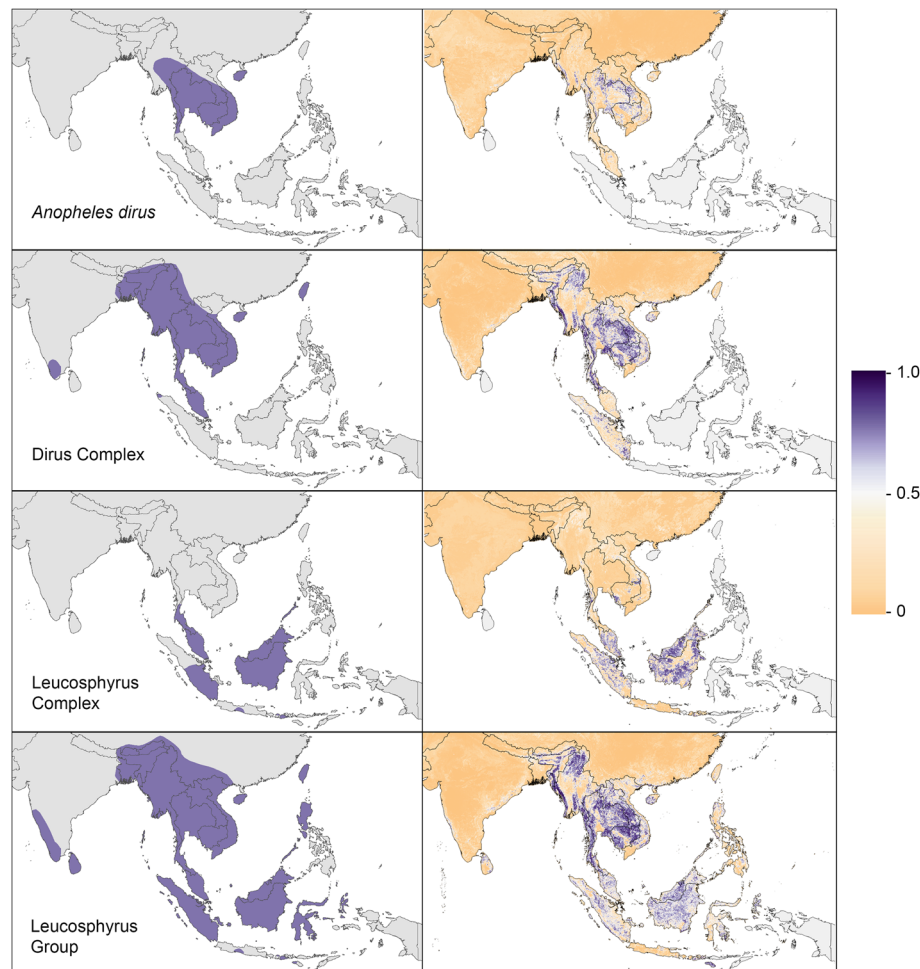 Anopheles dirus
Dirus Complex
1.0
0.5
0
Leucosphyrus
Complex
Leucosphyrus
Group